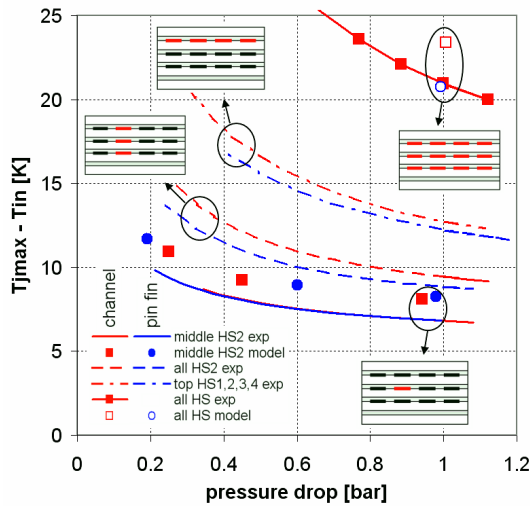 Tjmax - Tin [K]
25
20
15
10
5
0
0
0.2
0.4
0.6
0.8
1
1.2
pressure drop [bar]
channel
pin fin
middle HS2 exp
middle HS2 model
all HS2 exp
top HS1,2,3,4 exp
all HS exp
all HS model